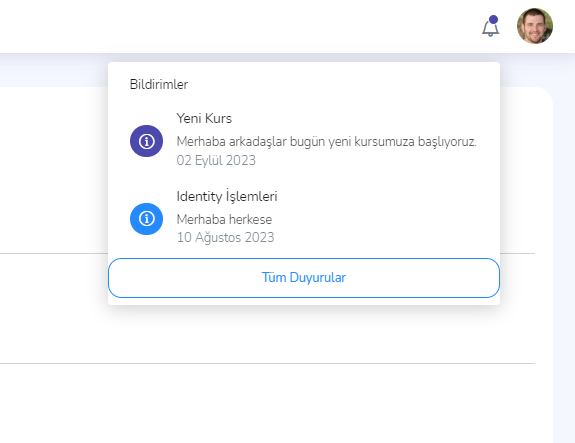 Bildirimler
Yeni Kurs
Merhaba arkadaşlar bugün yeni kursumuza başlıyoruz.
02 Eylül 2023
Identity İşlemleri
Merhaba herkese
10 Ağustos 2023
Tüm Duyurular